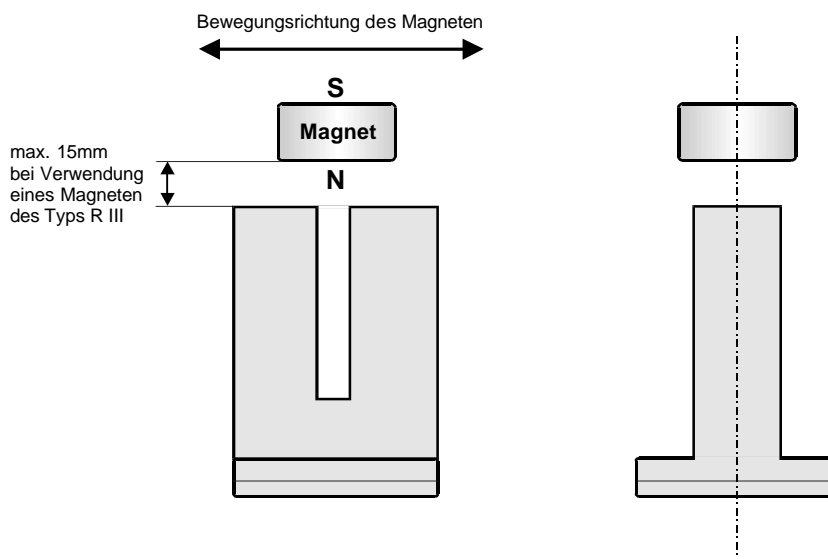 Bewegungsrichtung des Magneten
S
Magnet
N
max. 15mm
bei Verwendung
eines Magneten
des Typs R III